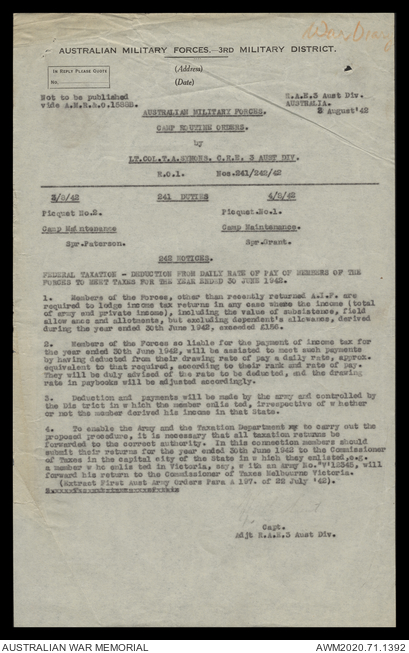 War Diary
AUSTRALIAN MILITARY FORCES.—3RD MILITARY DISTRICT.
IN REPLY PLEASE QUOTE
No.
(Address)
(Date)
Not to be published
vide A.M.R.&.O.1588B.
R.A.E.3 Aust Div.
AUSTRALIA.
2 August'42
AUSTRALIAN MILITARY FORCES.
CAMP ROUTINE ORDERS.
by
LT.COL.T.A. C.R.E. 3 AUST DIV.
R.O.1. Nos.241/242/42
3/8/42 241 DUTIES 4/8/42
Picquet No.2. Picquet.No.1.
Camp Maintenance Camp Maintenance.
Spr.Paterson. Spr.Grant.
242 NOTICES.
FEDERAL TAXATION - DEDUCTION FROM DAILY RATE OF PAY OF MEMBERS OF THE
FORCES TO MEET TAXES FOR THE YEAR ENDED 30 JUNE 1942.
1. Members of the Forces, other than recently returned A.I.F. are
required to lodge income tax returns in any case where the income (total
of army and private income), including the value of subsistence, field
allow ance and allotments, but excluding dependent's allowance, derived
during the year ended 30th June 1942, exceeded £156.
2. Members of the Forces so liable for the payment of income tax for
the year ended 30th June 1942, will be assisted to meet such payments
by having deducted from their drawing rate of pay a daily rate, approx.
equivalent to that required, according to their rank and rate of pay.
They will be duly advised of the rate to be deducted, and the drawing
rate in paybooks will be adjusted accordingly.
3. Deduction and payments will be made by the army and controlled by
the Dis trict in w hich the member enlis ted, irrespective of w hether
or not the member derived his income in that State.
4. To enable the Army and the Taxation Department to carry out the
proposed procedure, it is necessary that all taxation returns be
forwarded to the correct authority. In this connection members should
submit their returns for the year ended 30th June 1942 to the Commissioner
of Taxes in the capital city of the State in w hich they enlisted,e.g.
a member w ho enlis ted in Victoria, say, w ith an Army No."V"12345, will
forward his return to the Commissioner of Taxes Melbourne Victoria.
(Extract First Aust Army Orders Para A 197. of 22 July '42).
Capt.
Adjt R.A.E.3 Aust Div.
AUSTRALIAN WAR MEMORIAL
AWM2020.71.1392